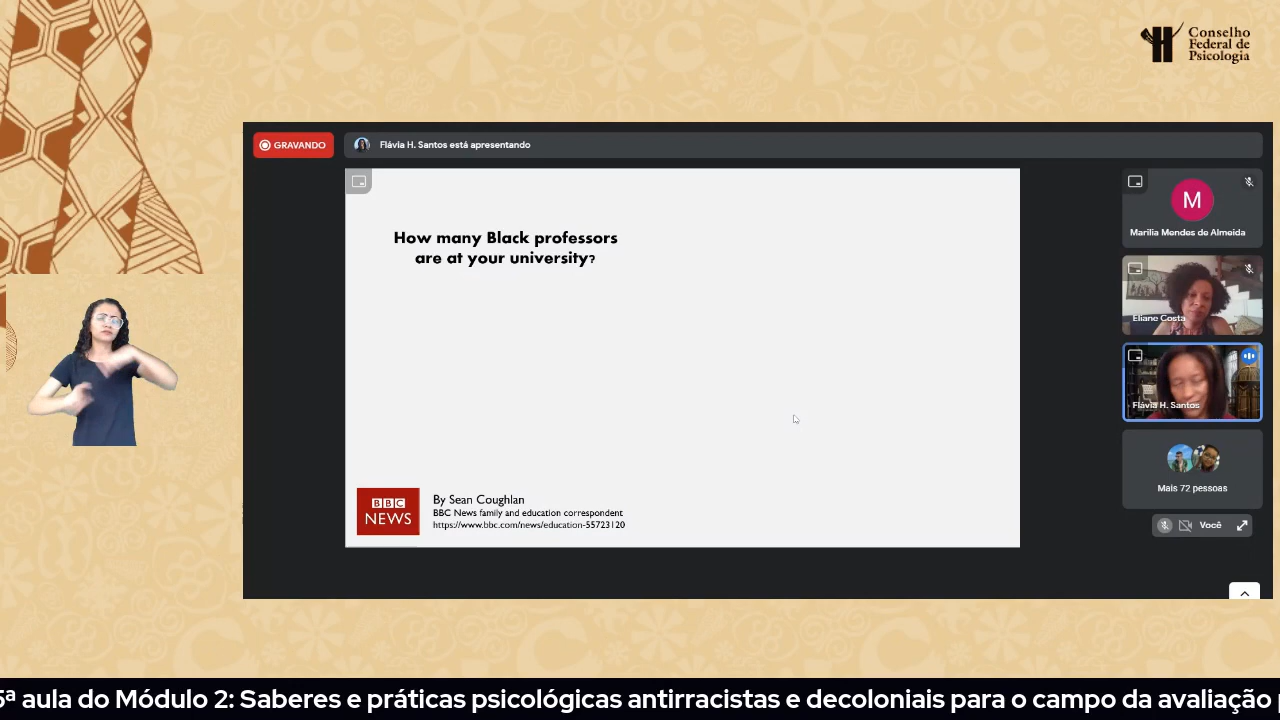 Conselho
Federal de
Psicologia
GRAVANDO
Flávia H. Santos está apresentando
How many Black professors
are at your university?
BBC
NEWS
By Sean Coughlan
BBC News family and education correspondent
https://www.bbc.com/news/education-55723120
M
Marilia Mendes de Almeida
Eliane Costa
Flávia H. Santos
Mais 72 pessoas
Você
5ª aula do Módulo 2: Saberes e práticas psicológicas antirracistas e decoloniais para o campo da avaliação